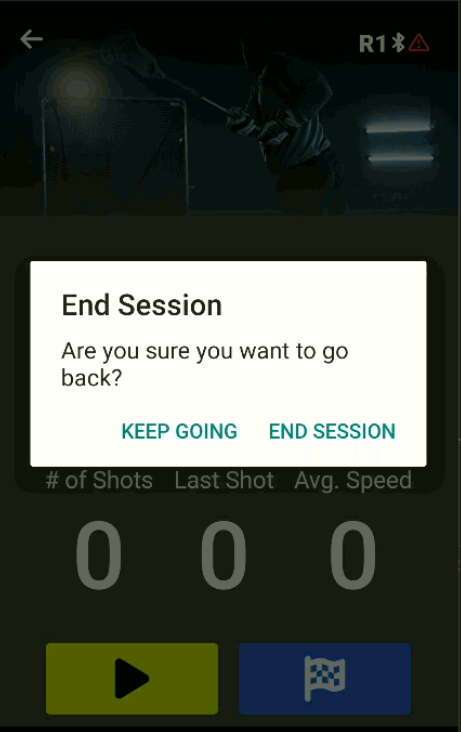 R1
End Session
Are you sure you want to go
back?
KEEP GOING END SESSION
# of Shots Last Shot Avg. Speed
0 0 0